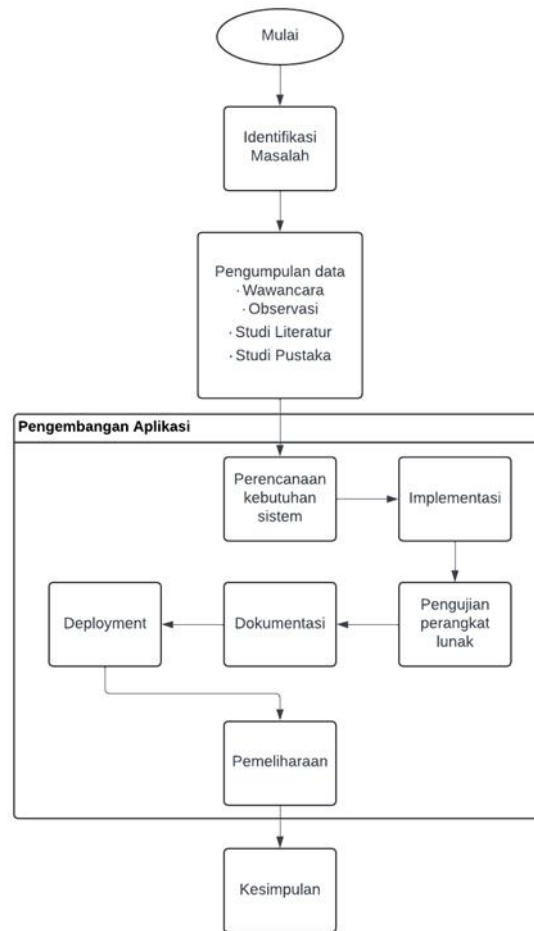 Mulai
Identifikasi
Masalah
Pengumpulan data
· Wawancara
· Observasi
· Studi Literatur
· Studi Pustaka
Pengembangan Aplikasi
Perencanaan
kebutuhan
sistem
Implementasi
Pengujian
perangkat
lunak
Dokumentasi
Deployment
Pemeliharaan
Kesimpulan